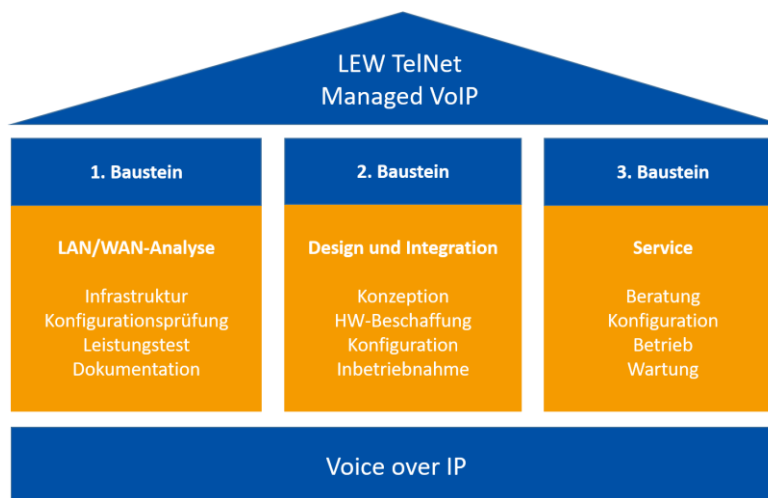 LEW TelNet
Managed VoIP
1. Baustein
LAN/WAN-Analyse
Infrastruktur
Konfigurationsprüfung
Leistungstest
Dokumentation
2. Baustein
Design und Integration
Konzeption
HW-Beschaffung
Konfiguration
Inbetriebnahme
3. Baustein
Service
Beratung
Konfiguration
Betrieb
Wartung
Voice over IP